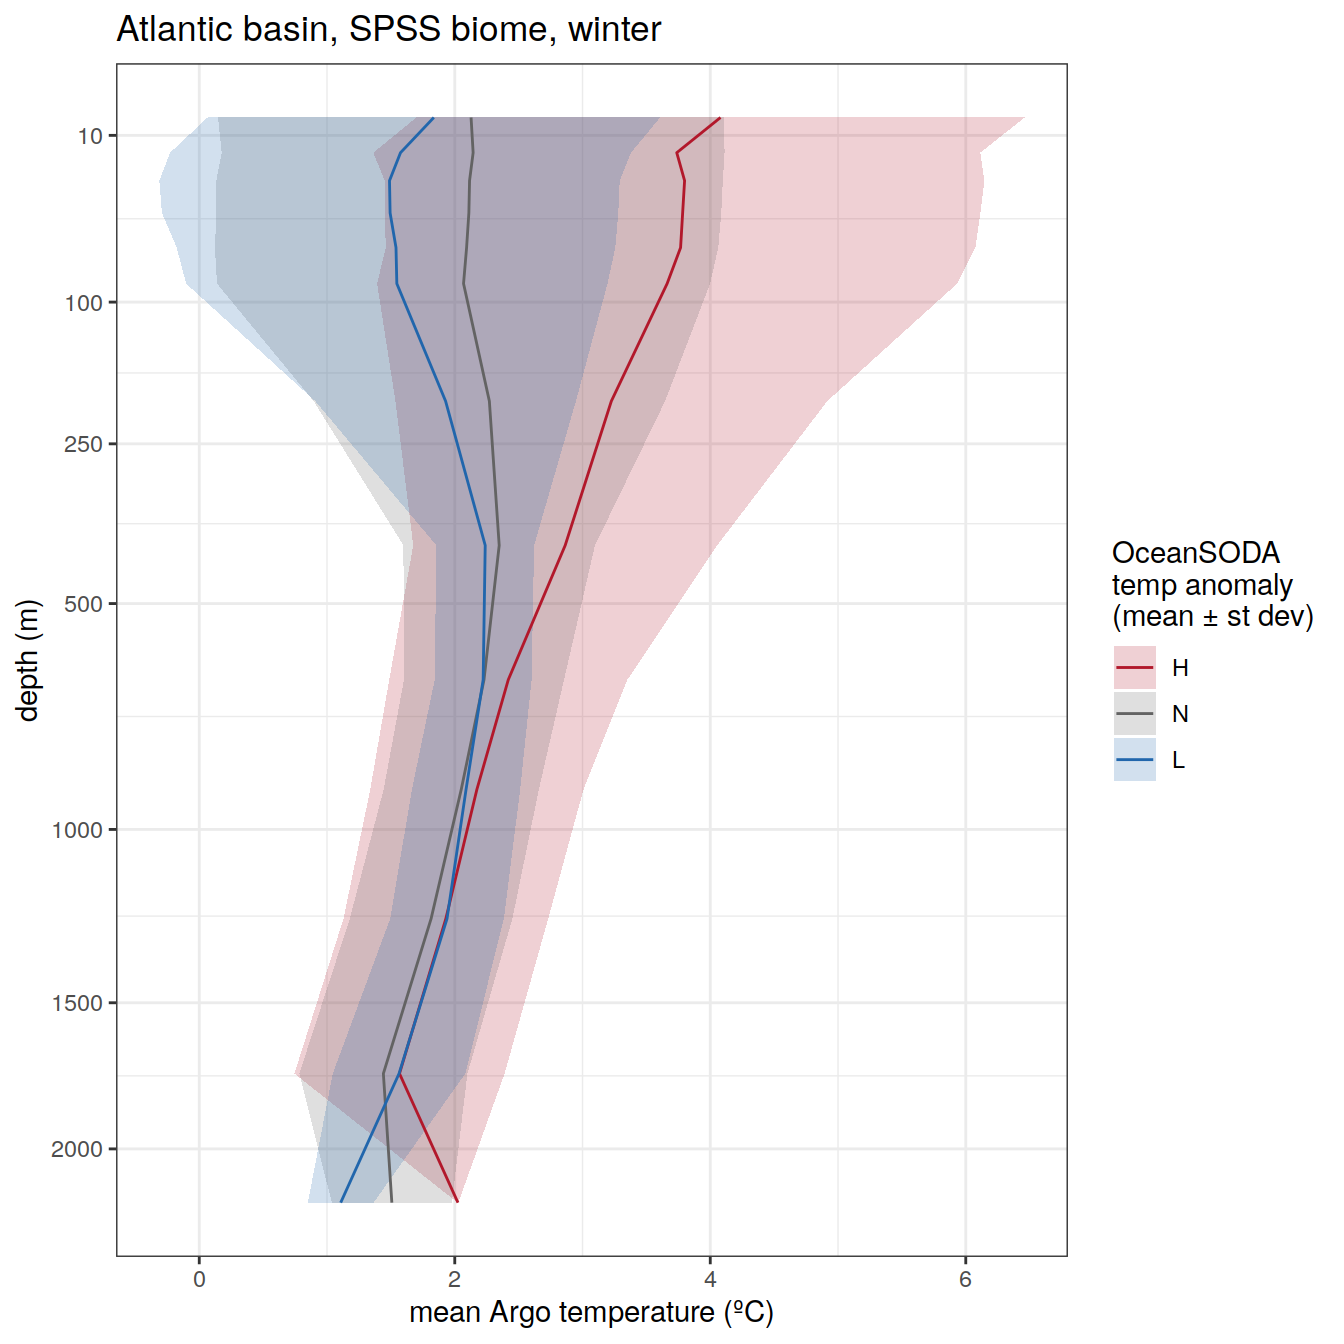 Atlantic basin, SPSS biome, winter
10
100
250
500
1000
1500
2000
depth (m)
0
2
4
6
mean Argo temperature (ºC)
OceanSODA
temp anomaly
(mean ± st dev)
H
N
L